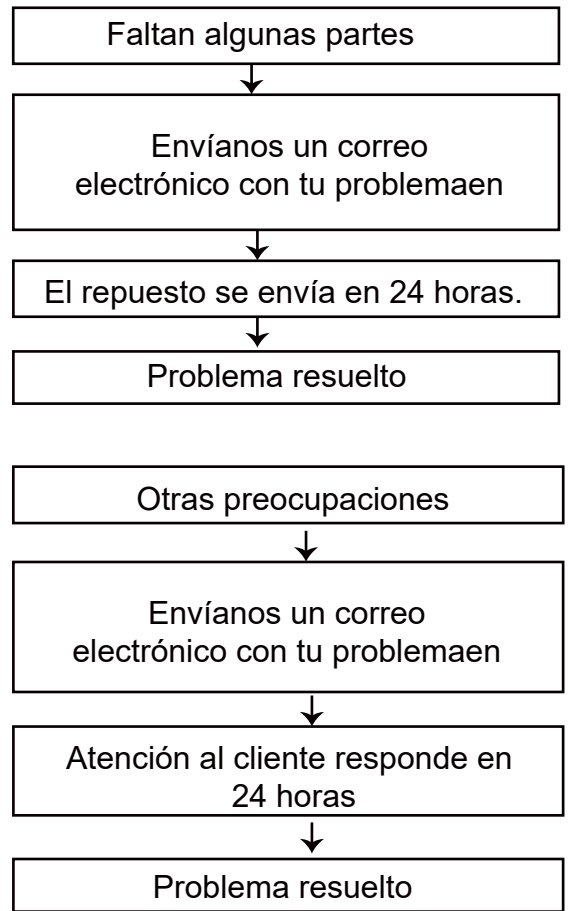 Faltan algunas partes
Envíanos un correo
electrónico con tu problemaen
El repuesto se envía en 24 horas.
Problema resuelto
Otras preocupaciones
Envíanos un correo
electrónico con tu problemaen
Atención al cliente responde en
24 horas
Problema resuelto